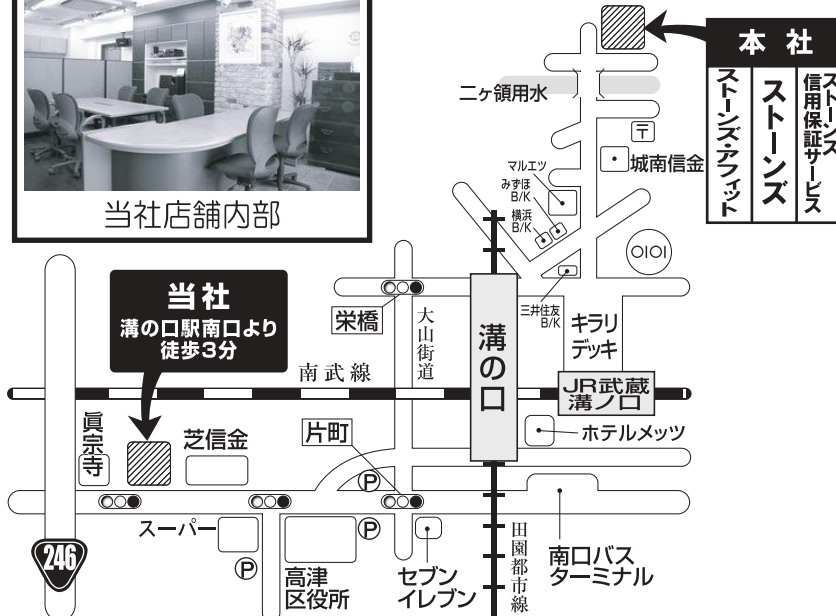 当社店舗内部
本社
ストーンズ・アフィット
ストーンズ
ストーンズ
信用保証サービス
二ヶ領用水
〒
城南信金
マルエツ
みずほ
B/K
横浜
B/K
OIOI
三井住友
B/K
キラリ
デッキ
当社
溝の口駅南口より
徒歩3分
栄橋
大山街道
溝の口
南武線
JR武蔵
溝ノ口
眞宗寺
芝信金
片町
ホテルメッツ
P
スーパー
P
P
246
高津
区役所
セブン
イレブン
田園都市線
南口バス
ターミナル